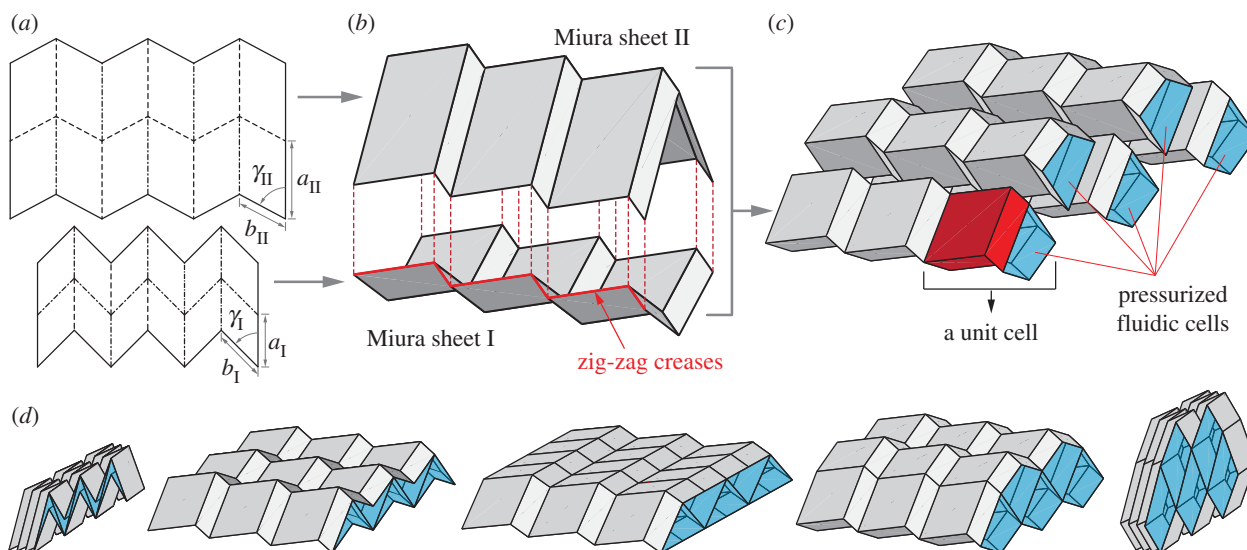 (a)
γII
aII
bII
γI
aI
bI
(b)
Miura sheet II
Miura sheet I
zig-zag creases
(c)
a unit cell
pressurized
fluidic cells
(d)